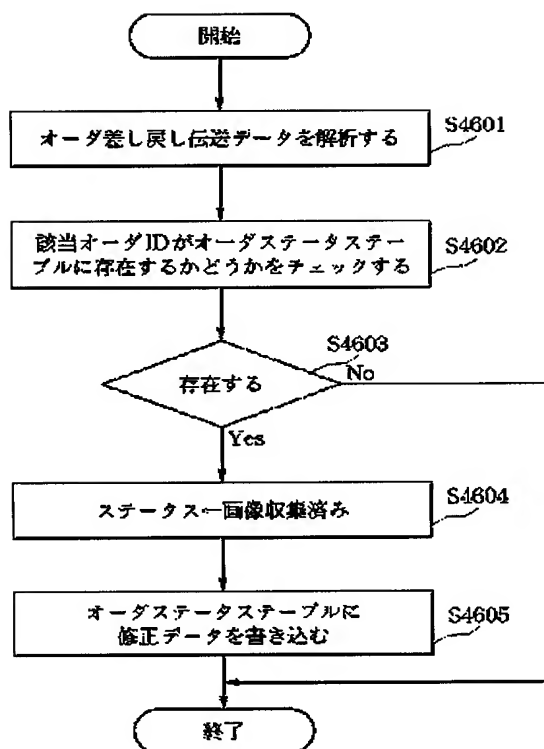 開始
オーダ差し戻し伝送データを解析する
S4601
該当オーダIDがオーダステータステー
ブルに存在するかどうかをチェックする
S4602
S4603
存在する
No
Yes
ステータス←画像収集済み
S4604
オーダステータステーブルに
修正データを書き込む
S4605
終了